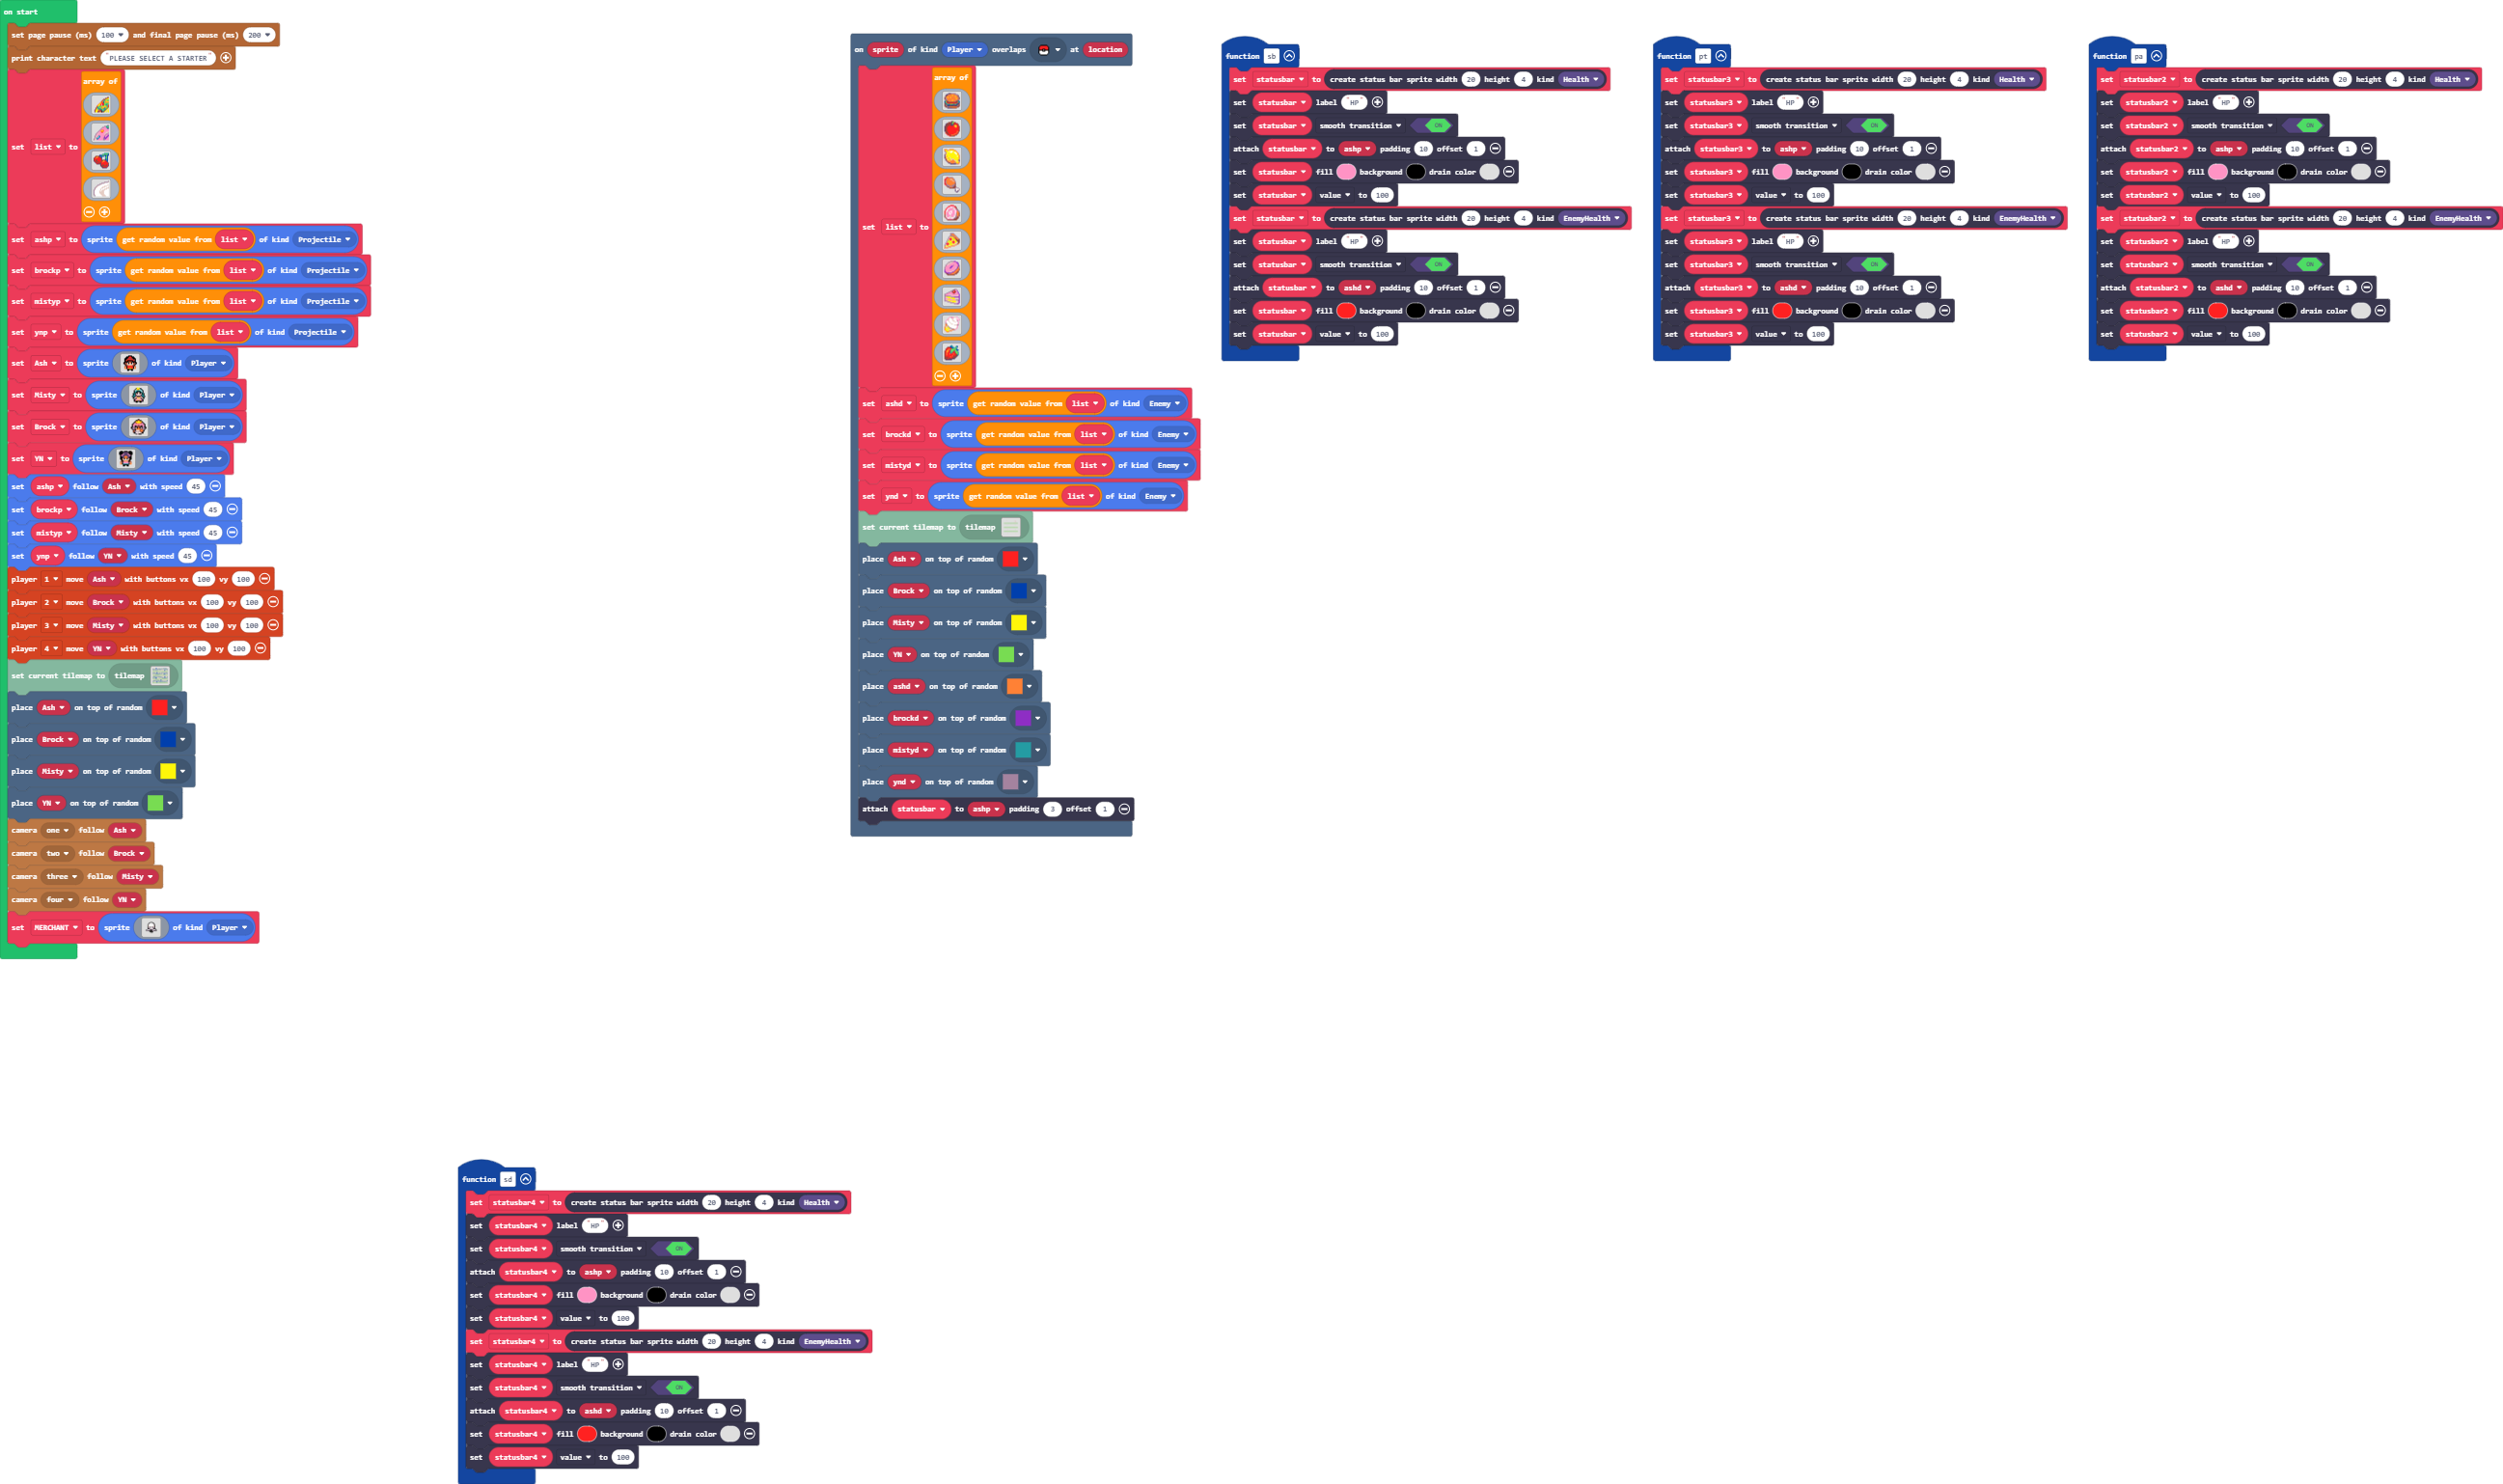 on start
set page pause (ms) 100 and final page pause (ms) 200
print character text "PLEASE SELECT A STARTER"
array of
set list to
set ashp to sprite get random value from list of kind Projectile
set brockp to sprite get random value from list of kind Projectile
set mistyp to sprite get random value from list of kind Projectile
set ynp to sprite get random value from list of kind Projectile
set Ash to sprite of kind Player
set Misty to sprite of kind Player
set Brock to sprite of kind Player
set YN to sprite of kind Player
set ashp follow Ash with speed 45
set brockp follow Brock with speed 45
set mistyp follow Misty with speed 45
set ynp follow YN with speed 45
player 1 move Ash with buttons vx 100 vy 100
player 2 move Brock with buttons vx 100 vy 100
player 3 move Misty with buttons vx 100 vy 100
player 4 move YN with buttons vx 100 vy 100
set current tilemap to tilemap
place Ash on top of random
place Brock on top of random
place Misty on top of random
place YN on top of random
camera one follow Ash
camera two follow Brock
camera three follow Misty
camera four follow YN
set MERCHANT to sprite of kind Player
on sprite of kind Player overlaps at location
array of
set list to
set ashd to sprite get random value from list of kind Enemy
set brockd to sprite get random value from list of kind Enemy
set mistyd to sprite get random value from list of kind Enemy
set ynd to sprite get random value from list of kind Enemy
set current tilemap to tilemap
place Ash on top of random
place Brock on top of random
place Misty on top of random
place YN on top of random
place ashd on top of random
place brockd on top of random
place mistyd on top of random
place ynd on top of random
attach statusbar to ashp padding 3 offset 1
function sb
set statusbar to create status bar sprite width 20 height 4 kind Health
set statusbar label "HP"
set statusbar smooth transition ON
attach statusbar to ashp padding 10 offset 1
set statusbar fill background drain color
set statusbar value to 100
set statusbar to create status bar sprite width 20 height 4 kind EnemyHealth
set statusbar label "HP"
set statusbar smooth transition ON
attach statusbar to ashd padding 10 offset 1
set statusbar fill background drain color
set statusbar value to 100
function pt
set statusbar3 to create status bar sprite width 20 height 4 kind Health
set statusbar3 label "HP"
set statusbar3 smooth transition ON
attach statusbar3 to ashp padding 10 offset 1
set statusbar3 fill background drain color
set statusbar3 value to 100
set statusbar3 to create status bar sprite width 20 height 4 kind EnemyHealth
set statusbar3 label "HP"
set statusbar3 smooth transition ON
attach statusbar3 to ashd padding 10 offset 1
set statusbar3 fill background drain color
set statusbar3 value to 100
function pa
set statusbar2 to create status bar sprite width 20 height 4 kind Health
set statusbar2 label "HP"
set statusbar2 smooth transition ON
attach statusbar2 to ashp padding 10 offset 1
set statusbar2 fill background drain color
set statusbar2 value to 100
set statusbar2 to create status bar sprite width 20 height 4 kind EnemyHealth
set statusbar2 label "HP"
set statusbar2 smooth transition ON
attach statusbar2 to ashd padding 10 offset 1
set statusbar2 fill background drain color
set statusbar2 value to 100
function sd
set statusbar4 to create status bar sprite width 20 height 4 kind Health
set statusbar4 label "HP"
set statusbar4 smooth transition ON
attach statusbar4 to ashp padding 10 offset 1
set statusbar4 fill background drain color
set statusbar4 value to 100
set statusbar4 to create status bar sprite width 20 height 4 kind EnemyHealth
set statusbar4 label "HP"
set statusbar4 smooth transition ON
attach statusbar4 to ashd padding 10 offset 1
set statusbar4 fill background drain color
set statusbar4 value to 100